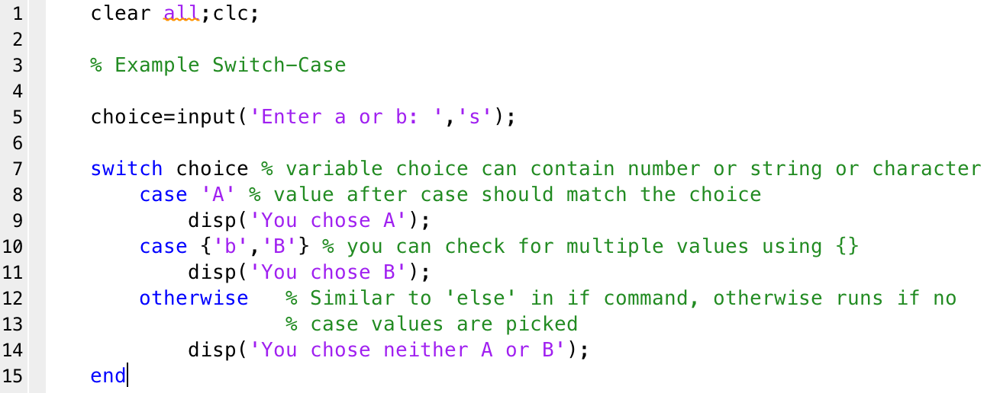 1 clear all;clc;
2
3 % Example Switch-Case
4
5 choice=input('Enter a or b: ','s');
6
7 switch choice % variable choice can contain number or string or character
8     case 'A' % value after case should match the choice
9         disp('You chose A');
10     case {'b','B'} % you can check for multiple values using {}
11         disp('You chose B');
12     otherwise   % Similar to 'else' in if command, otherwise runs if no
13                 % case values are picked
14         disp('You chose neither A or B');
15 end